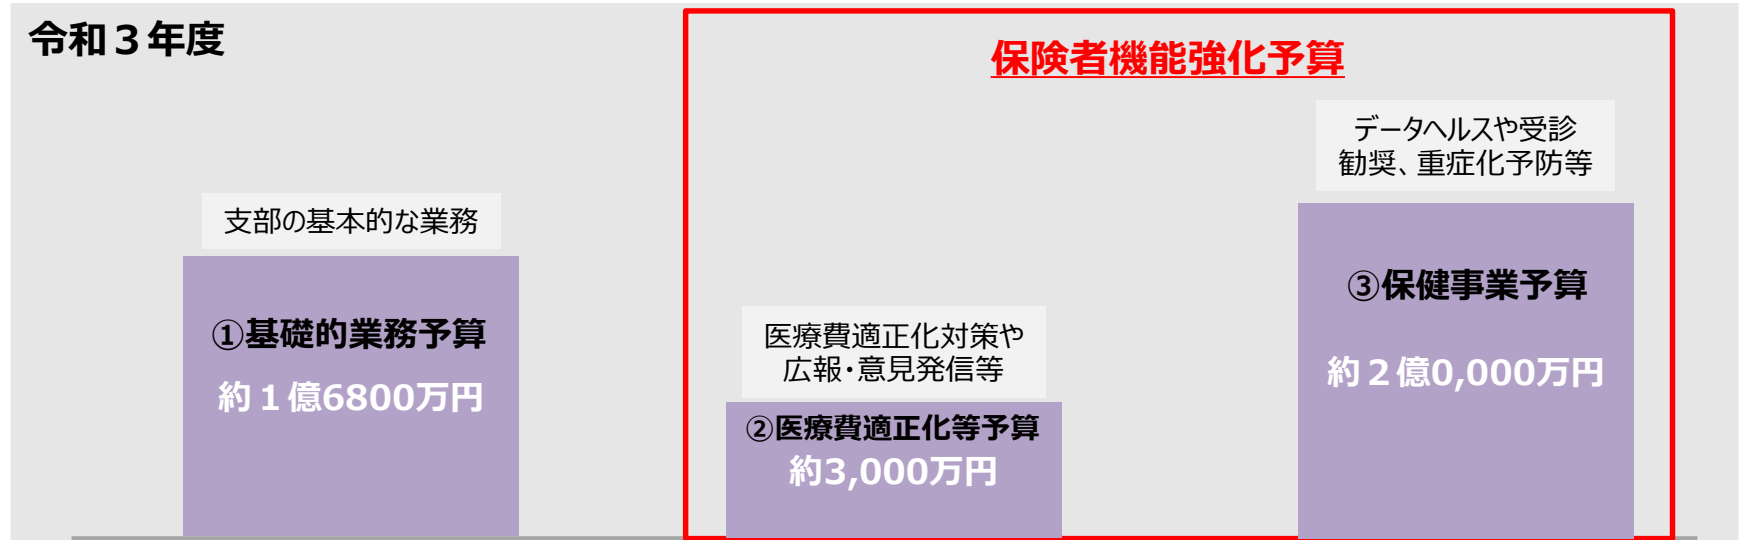 令和３年度
保険者機能強化予算
支部の基本的な業務
①基礎的業務予算
約１億6800万円
医療費適正化対策や
広報・意見発信等
②医療費適正化等予算
約3,000万円
データヘルスや受診
勧奨、重症化予防等
③保健事業予算
約２億0,000万円